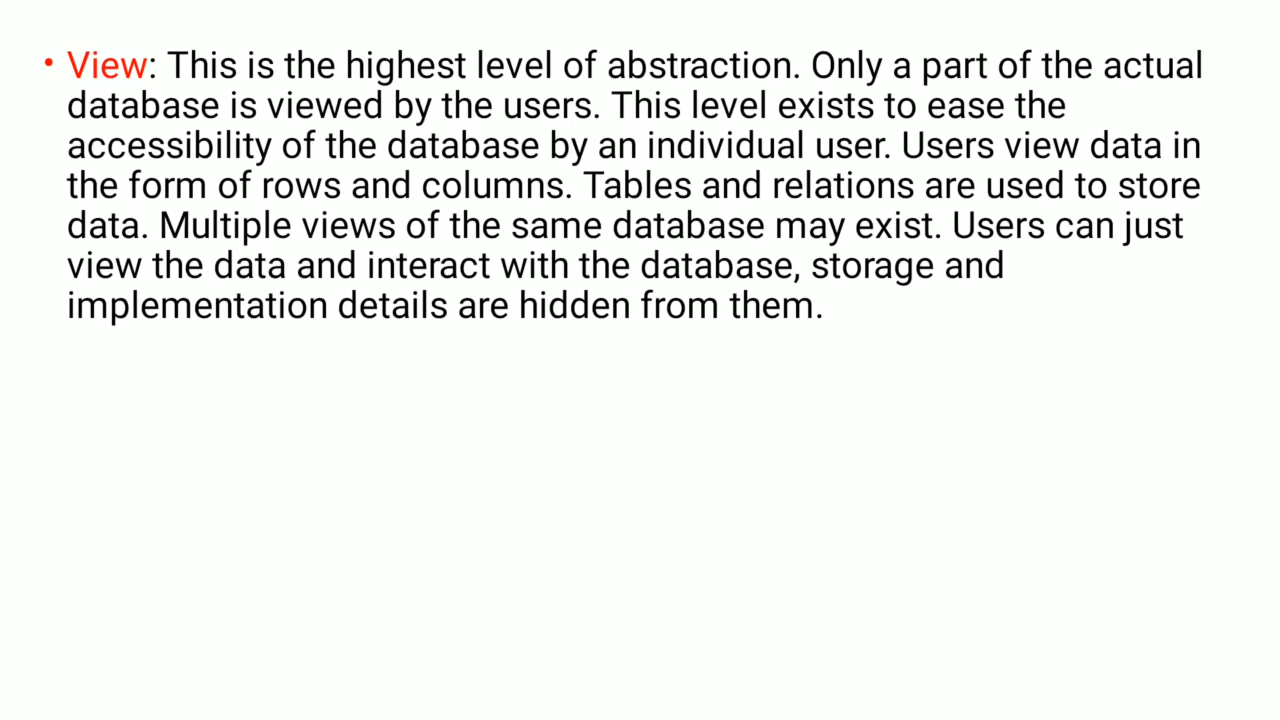 • View: This is the highest level of abstraction. Only a part of the actual
database is viewed by the users. This level exists to ease the
accessibility of the database by an individual user. Users view data in
the form of rows and columns. Tables and relations are used to store
data. Multiple views of the same database may exist. Users can just
view the data and interact with the database, storage and
implementation details are hidden from them.